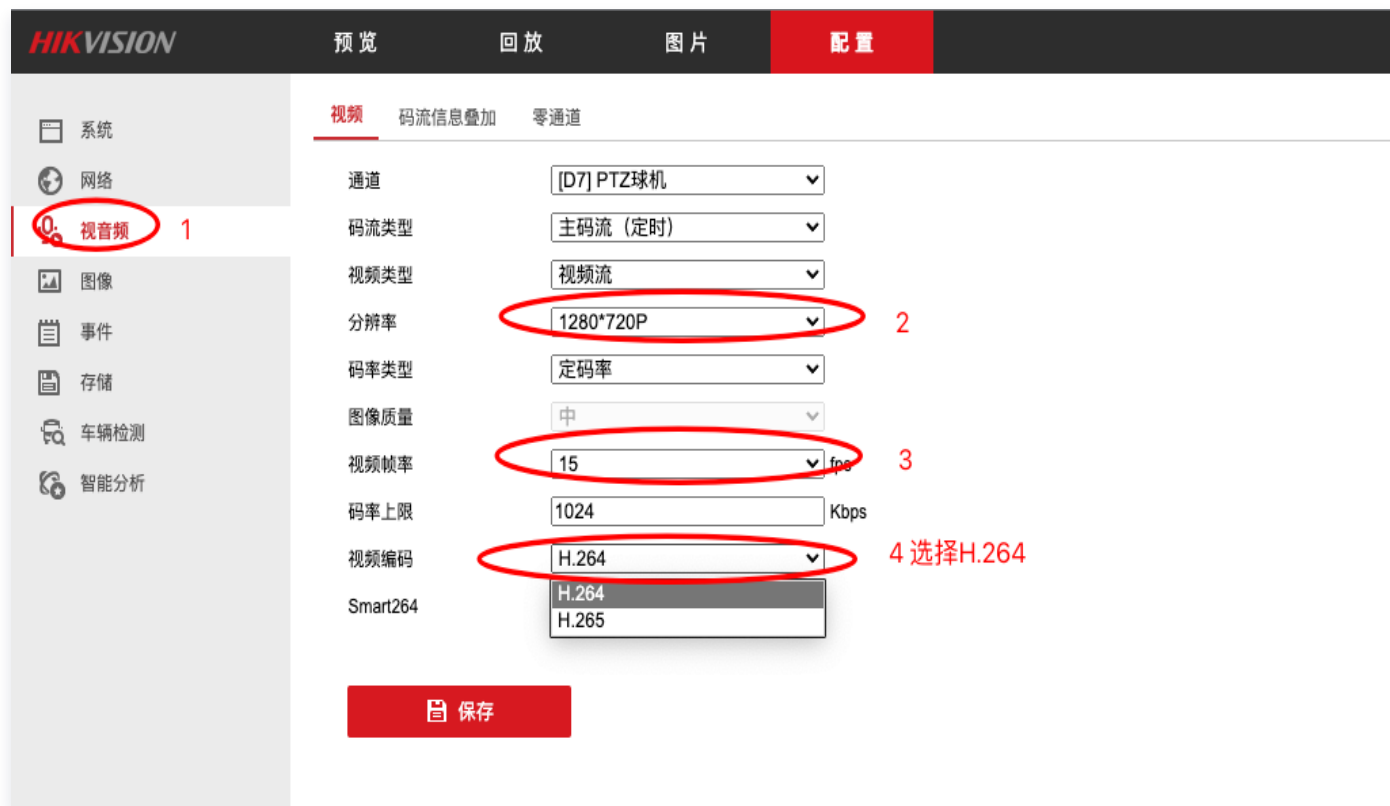 HIKVISION 预览 回放 图片 配置
视频 码流信息叠加 零通道
系统
网络
视音频 1
图像
事件
存储
车辆检测
智能分析
通道 [D7] PTZ球机
码流类型 主码流（定时）
视频类型 视频流
分辨率 1280*720P 2
码率类型 定码率
图像质量 中
视频帧率 15 fps 3
码率上限 1024 Kbps
视频编码 H.264 4 选择H.264
H.264
Smart264
H.265
保存